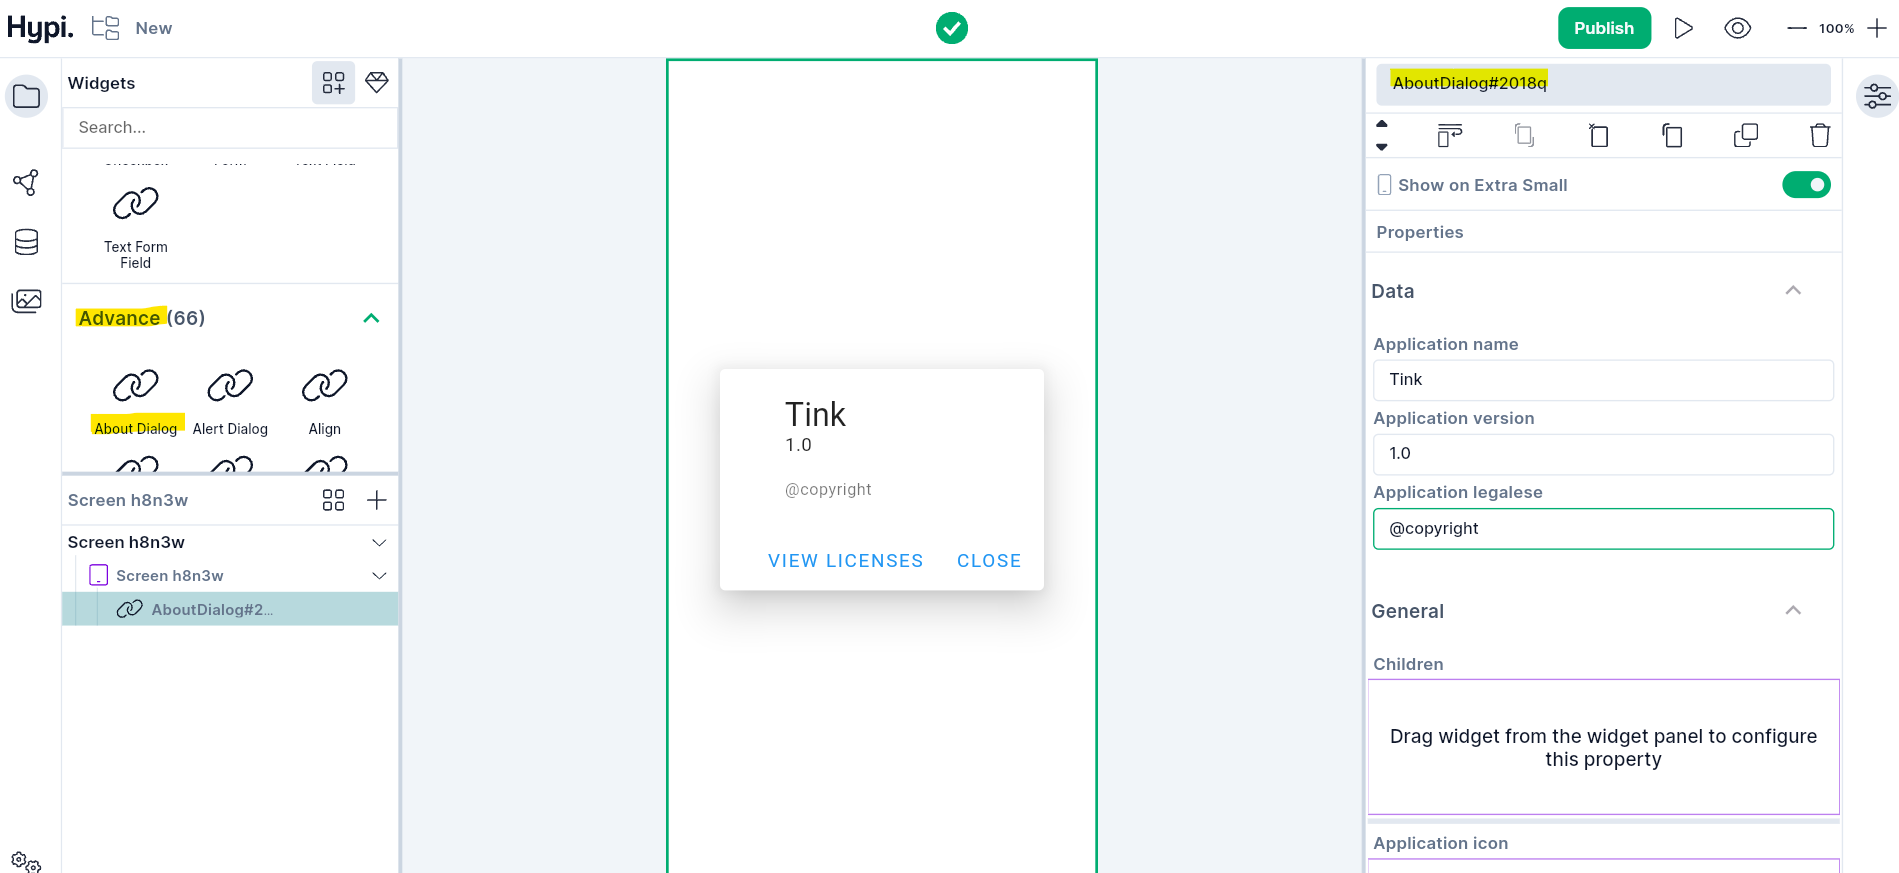 Hypi.
New
Publish
100%
Widgets
Search...
Text Form
Field
Advance (66)
About Dialog
Alert Dialog
Align
Screen h8n3w
Screen h8n3w
Screen h8n3w
AboutDialog#2...
Tink
1.0
@copyright
VIEW LICENSES
CLOSE
AboutDialog#2018q
Show on Extra Small
Properties
Data
Application name
Tink
Application version
1.0
Application legalese
@copyright
General
Children
Drag widget from the widget panel to configure
this property
Application icon